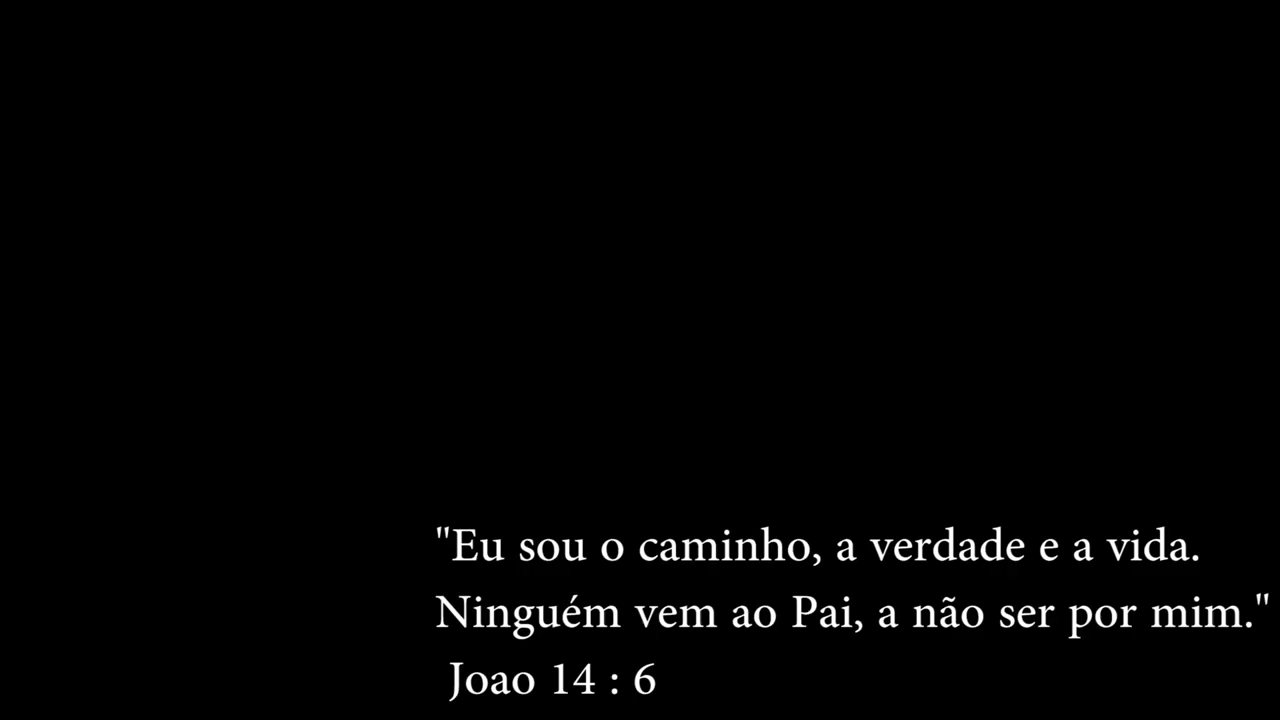 "Eu sou o caminho, a verdade e a vida.
Ninguém vem ao Pai, a não ser por mim."
Joao 14 : 6